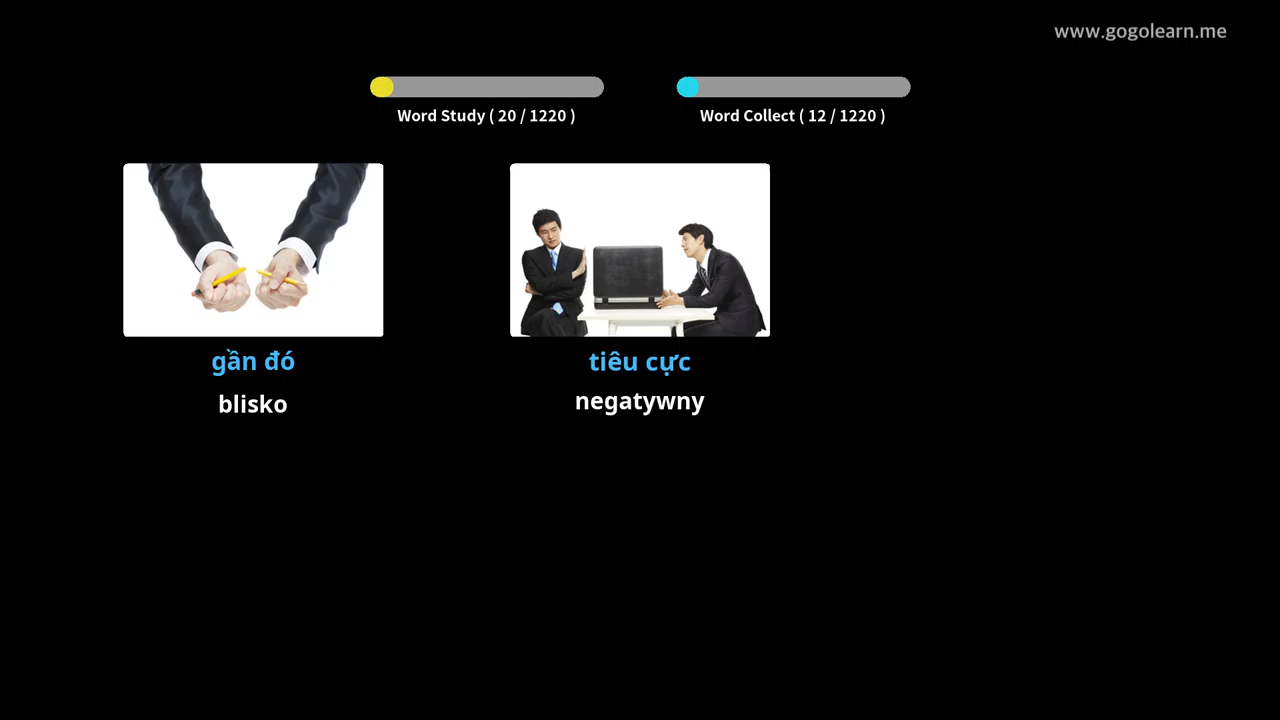 www.gogolearn.me
Word Study ( 20 / 1220 )
Word Collect ( 12 / 1220 )
gần đó
blisko
tiêu cực
negatywny